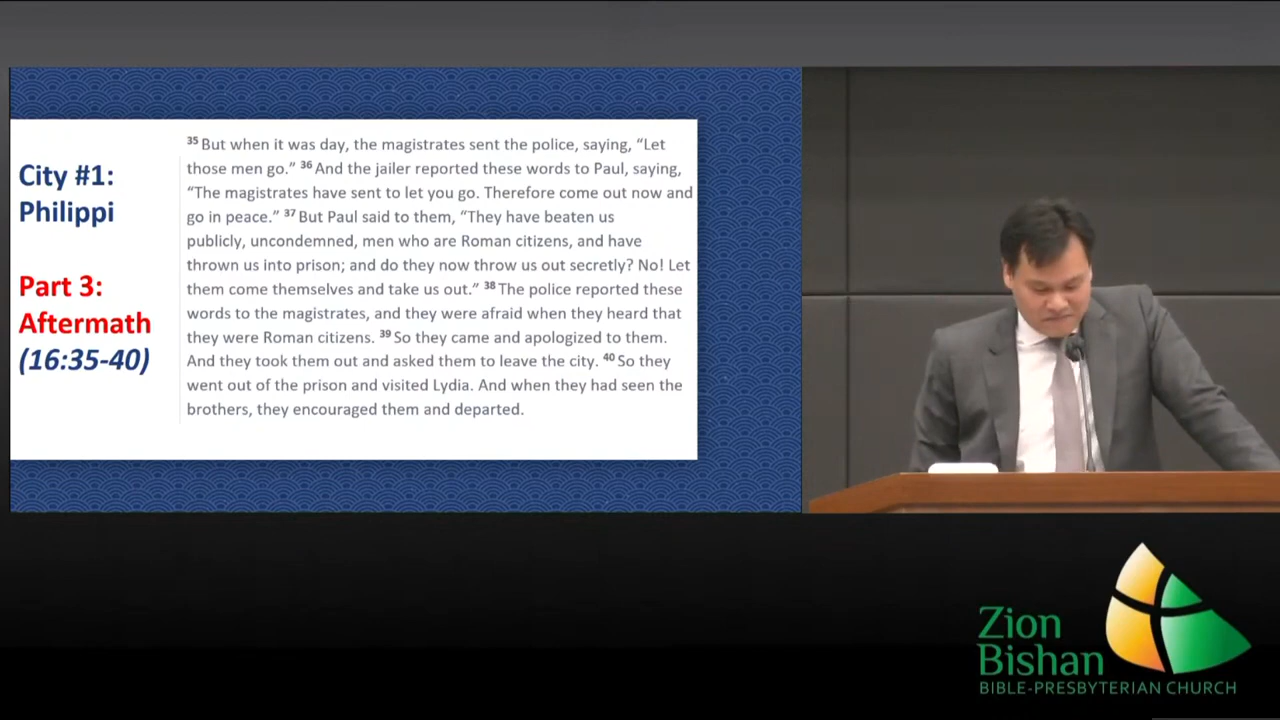 City #1:
Philippi
Part 3:
Aftermath
(16:35-40)
35 But when it was day, the magistrates sent the police, saying, “Let
those men go.” 36 And the jailer reported these words to Paul, saying,
“The magistrates have sent to let you go. Therefore come out now and
go in peace.” 37 But Paul said to them, “They have beaten us
publicly, uncondemned, men who are Roman citizens, and have
thrown us into prison; and do they now throw us out secretly? No! Let
them come themselves and take us out.” 38 The police reported these
words to the magistrates, and they were afraid when they heard that
they were Roman citizens. 39 So they came and apologized to them.
And they took them out and asked them to leave the city. 40 So they
went out of the prison and visited Lydia. And when they had seen the
brothers, they encouraged them and departed.
Zion
Bishan
BIBLE-PRESBYTERIAN CHURCH